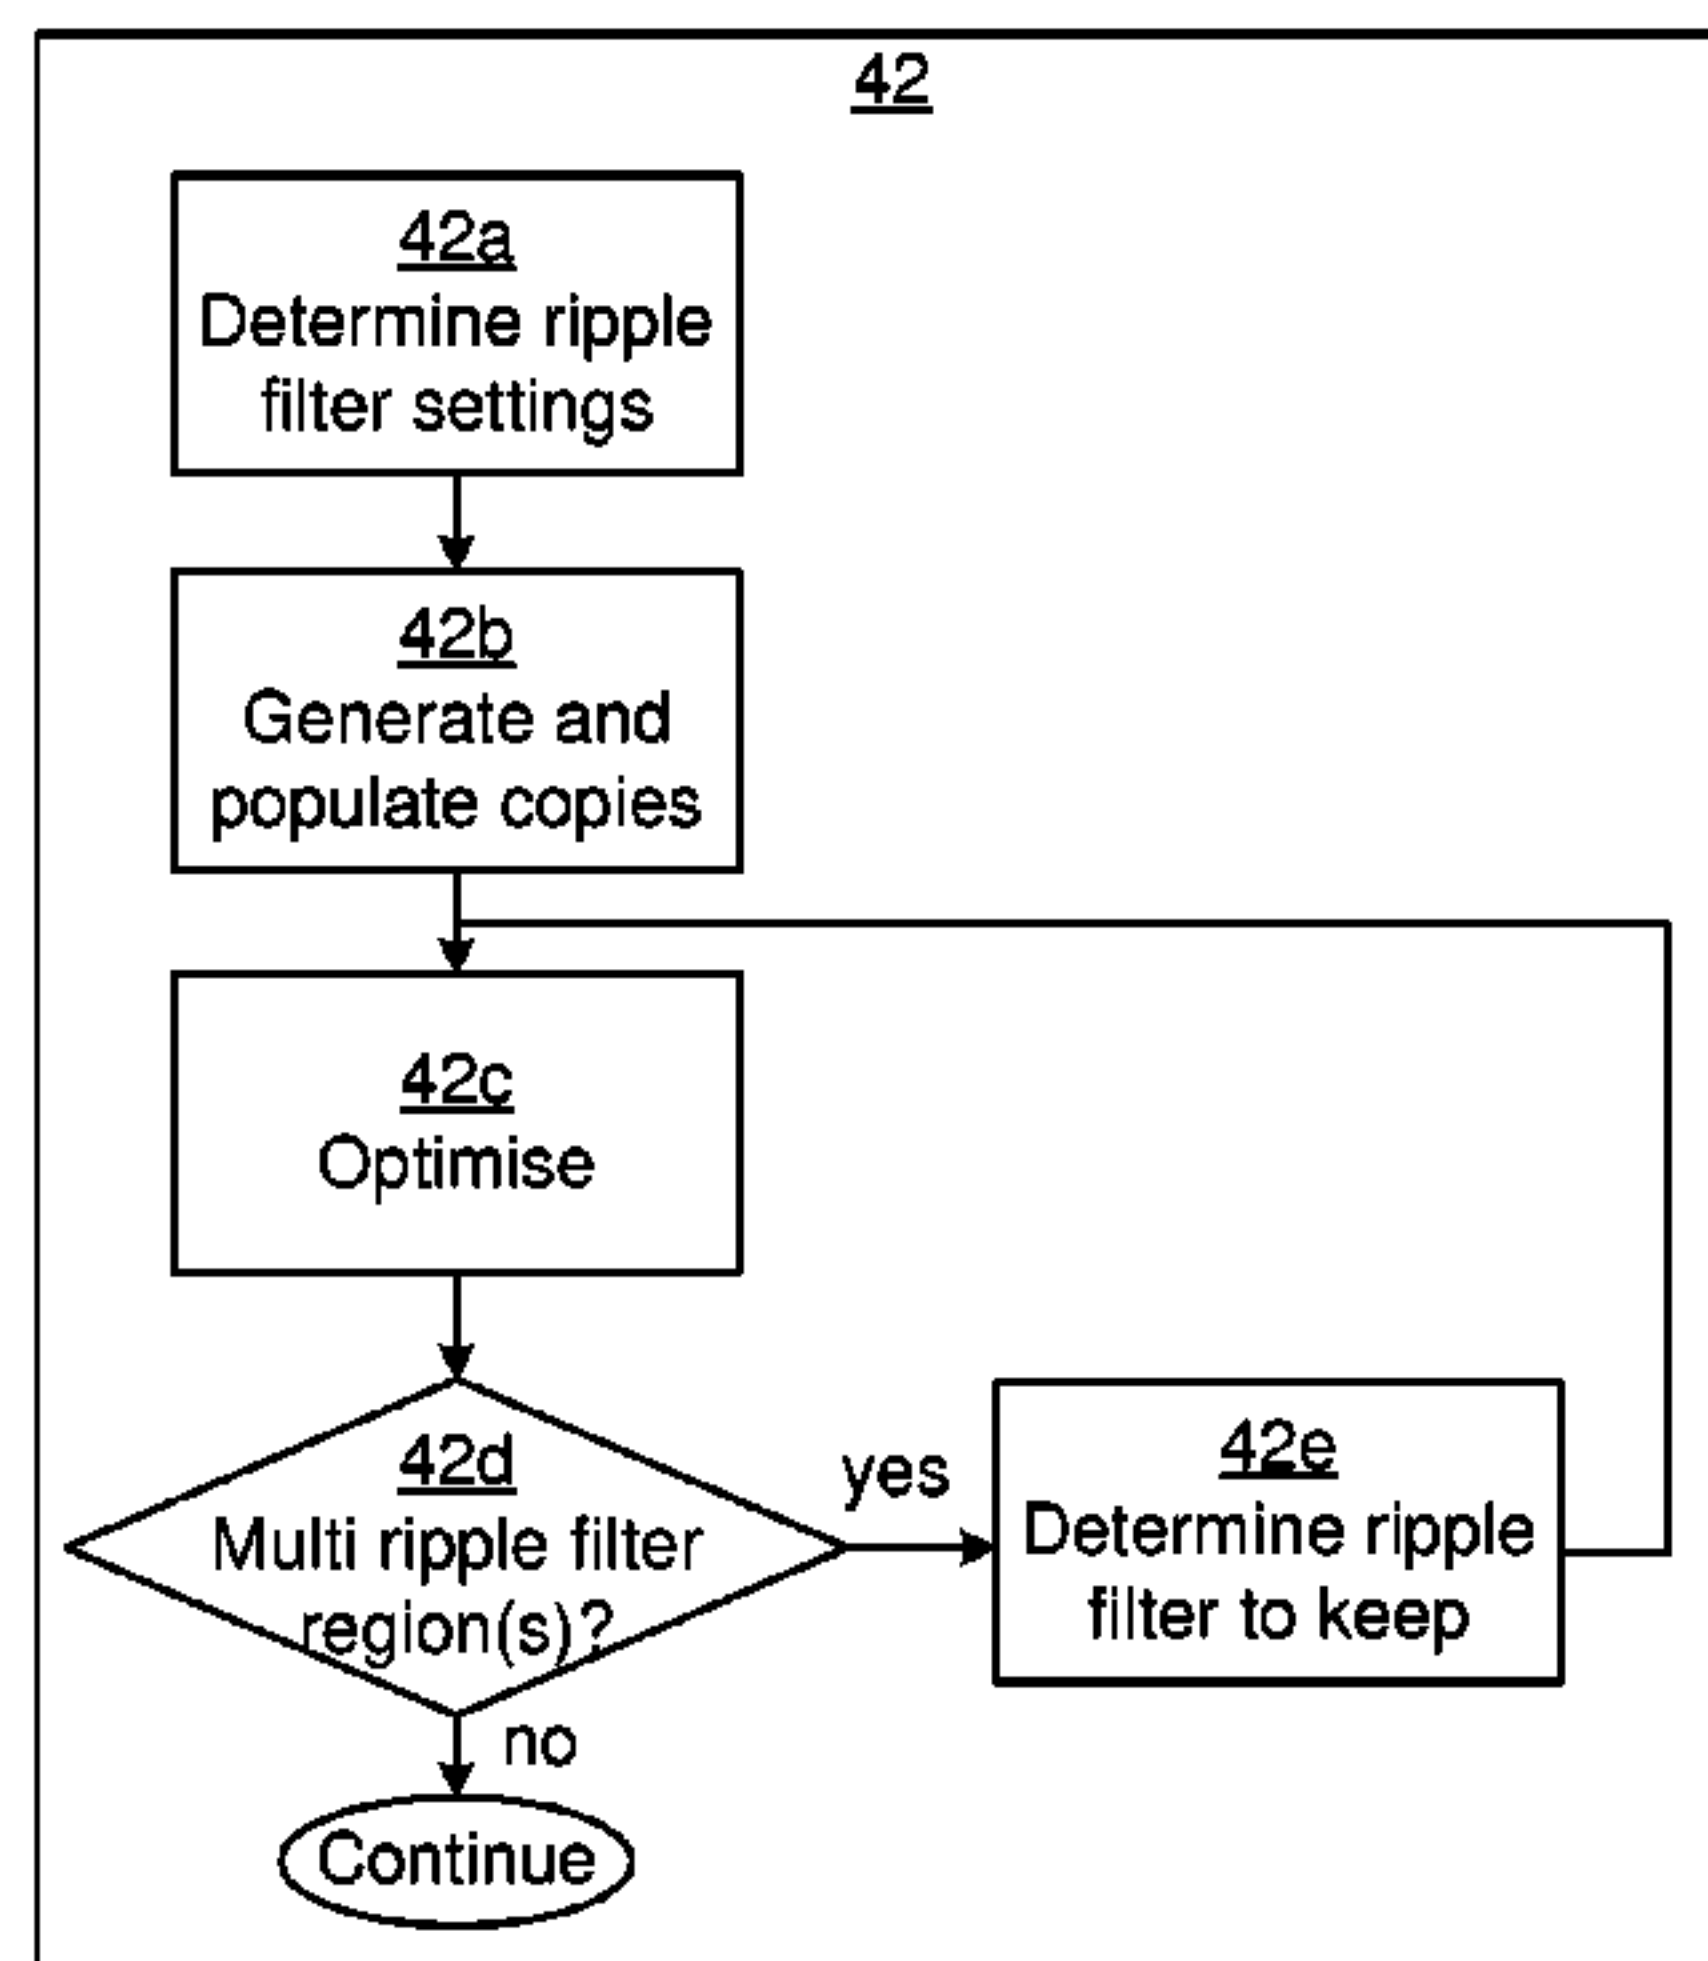 42
42a
Determine ripple
filter settings
42b
Generate and
populate copies
42c
Optimise
42d
Multi ripple filter
region(s)?
yes
42e
Determine ripple
filter to keep
no
Continue